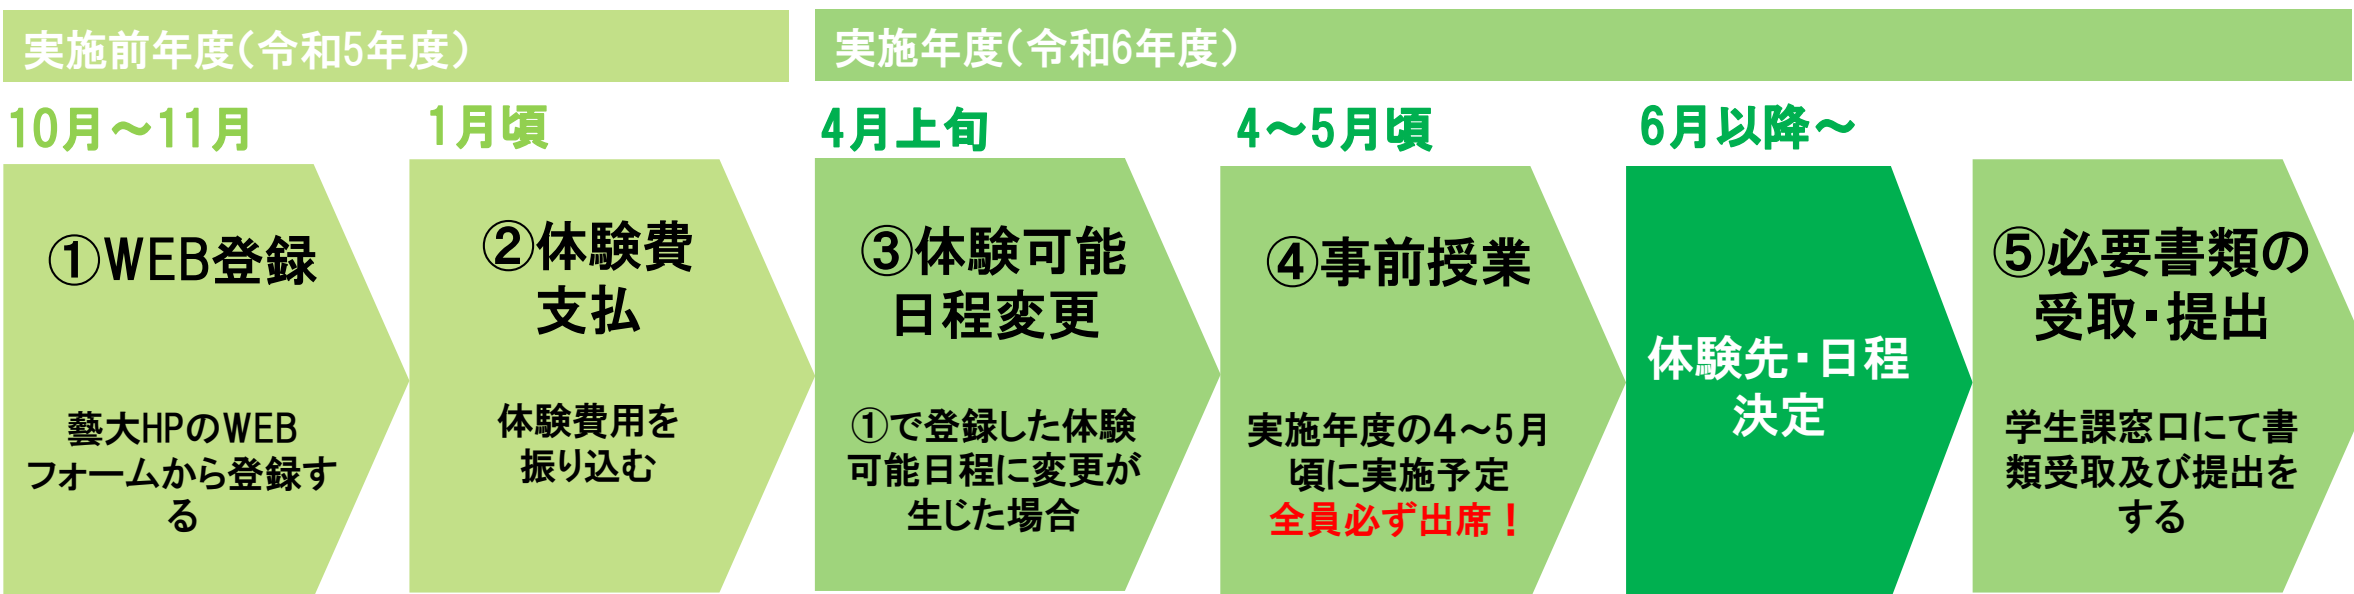 実施前年度（令和5年度）
実施年度（令和6年度）
10月～11月
1月頃
4月上旬
4～5月頃
6月以降～
①WEB登録
藝大HPのWEB
フォームから登録す
る
②体験費
支払
体験費用を
振り込む
③体験可能
日程変更
①で登録した体験
可能日程に変更が
生じた場合
④事前授業
実施年度の4～5月
頃に実施予定
全員必ず出席！
体験先・日程
決定
⑤必要書類の
受取・提出
学生課窓口にて書
類受取及び提出を
する